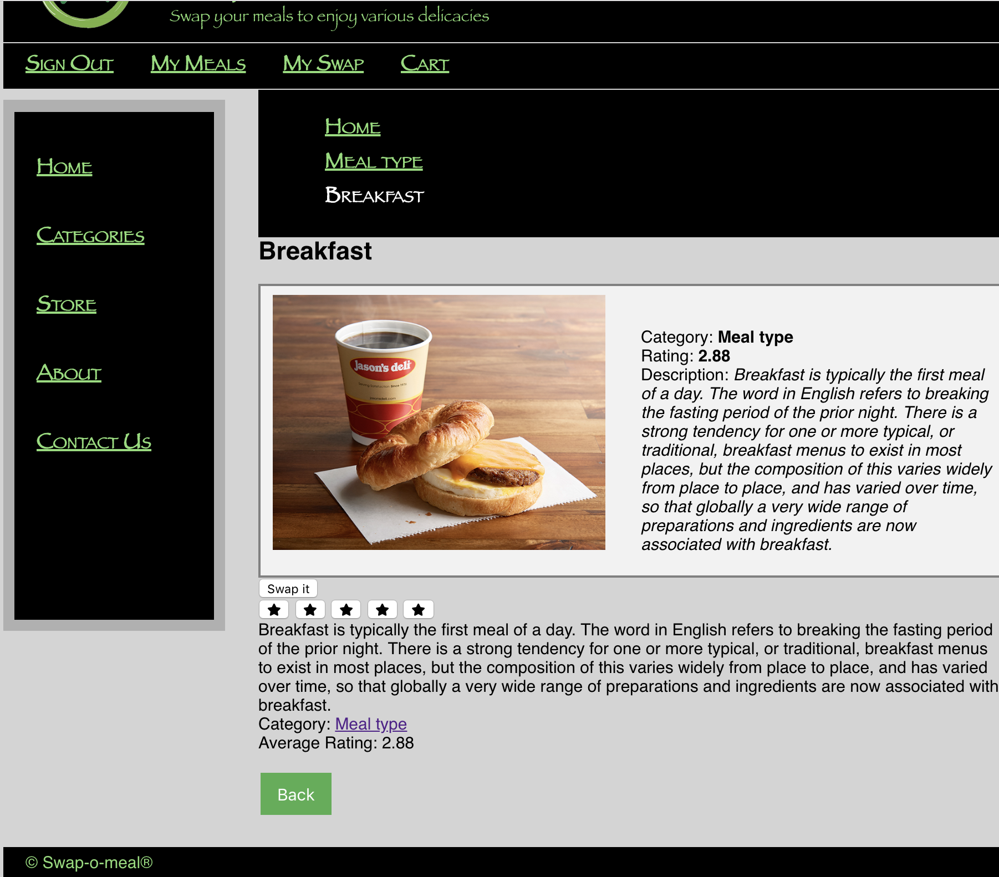 Swap your meals to enjoy various delicacies
Sign Out My Meals My Swap Cart
Home
Categories
Store
About
Contact Us
Home
Meal type
Breakfast
Breakfast
Jason's deli
Serving Satisfaction Since 1976
jasonsdeli.com
Category: Meal type
Rating: 2.88
Description: Breakfast is typically the first meal
of a day. The word in English refers to breaking
the fasting period of the prior night. There is a
strong tendency for one or more typical, or
traditional, breakfast menus to exist in most
places, but the composition of this varies widely
from place to place, and has varied over time,
so that globally a very wide range of
preparations and ingredients are now
associated with breakfast.
Swap it
Breakfast is typically the first meal of a day. The word in English refers to breaking the fasting period
of the prior night. There is a strong tendency for one or more typical, or traditional, breakfast menus
to exist in most places, but the composition of this varies widely from place to place, and has varied
over time, so that globally a very wide range of preparations and ingredients are now associated with
breakfast.
Category: Meal type
Average Rating: 2.88
Back
© Swap-o-meal®